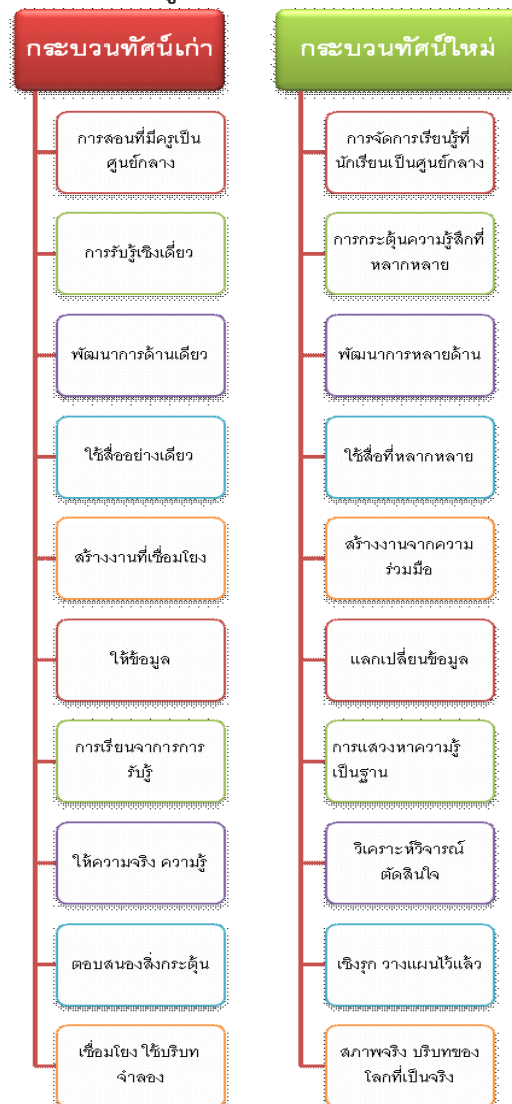 กระบวนทัศน์เก่า
การสอนที่มีครูเป็น
ศูนย์กลาง
การรับรู้เชิงเดี่ยว
พัฒนาการด้านเดียว
ใช้สื่ออย่างเดียว
สร้างงานที่เชื่อมโยง
ให้ข้อมูล
การเรียนจาการการ
รับรู้
ให้ความจริง ความรู้
ตอบสนองสิ่งกระตุ้น
เชื่อมโยง ใช้บริบท
จำลอง
กระบวนทัศน์ใหม่
การจัดการเรียนรู้ที่
นักเรียนเป็นศูนย์กลาง
การกระตุ้นความรู้สึกที่
หลากหลาย
พัฒนาการหลายด้าน
ใช้สื่อที่หลากหลาย
สร้างงานจากความ
ร่วมมือ
แลกเปลี่ยนข้อมูล
การแสวงหาความรู้
เป็นฐาน
วิเคราะห์วิจารณ์
ตัดสินใจ
เชิงรุก วางแผนไว้แล้ว
สภาพจริง บริบทของ
โลกที่เป็นจริง